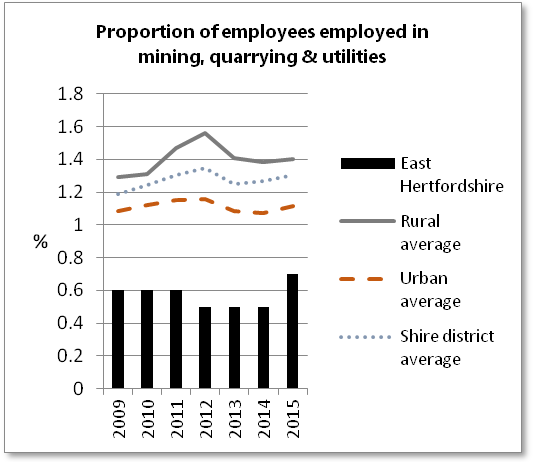 Proportion of employees employed in
mining, quarrying & utilities
1.8
1.6
1.4
1.2
1
0.8
0.6
0.4
0.2
0
%
2009
2010
2011
2012
2013
2014
2015
East
Hertfordshire
Rural
average
Urban
average
Shire district
average